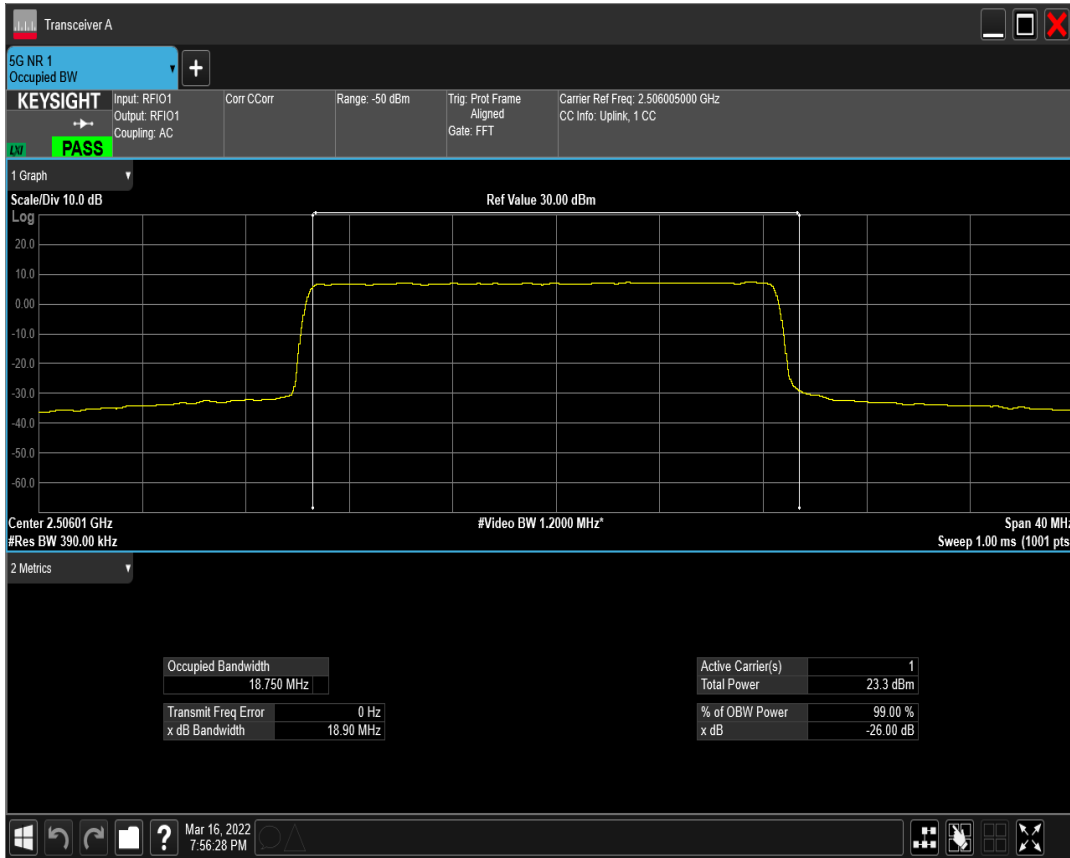 Transceiver A
5G NR 1
Occupied BW
KEYSIGHT
Input: RFIO1
Output: RFIO1
Coupling: AC
Corr CCorr
Range: -50 dBm
Trig: Prot Frame
Aligned
Gate: FFT
Carrier Ref Freq: 2.506005000 GHz
CC Info: Uplink, 1 CC
LXI
PASS
1 Graph
Scale/Div 10.0 dB
Ref Value 30.00 dBm
Log
20.0
10.0
0.00
-10.0
-20.0
-30.0
-40.0
-50.0
-60.0
Center 2.50601 GHz
#Video BW 1.2000 MHz*
Span 40 MHz
#Res BW 390.00 kHz
Sweep 1.00 ms (1001 pts
2 Metrics
Occupied Bandwidth
18.750 MHz
Transmit Freq Error 0 Hz
x dB Bandwidth 18.90 MHz
Active Carrier(s) 1
Total Power 23.3 dBm
% of OBW Power 99.00 %
x dB -26.00 dB
?
Mar 16, 2022
7:56:28 PM